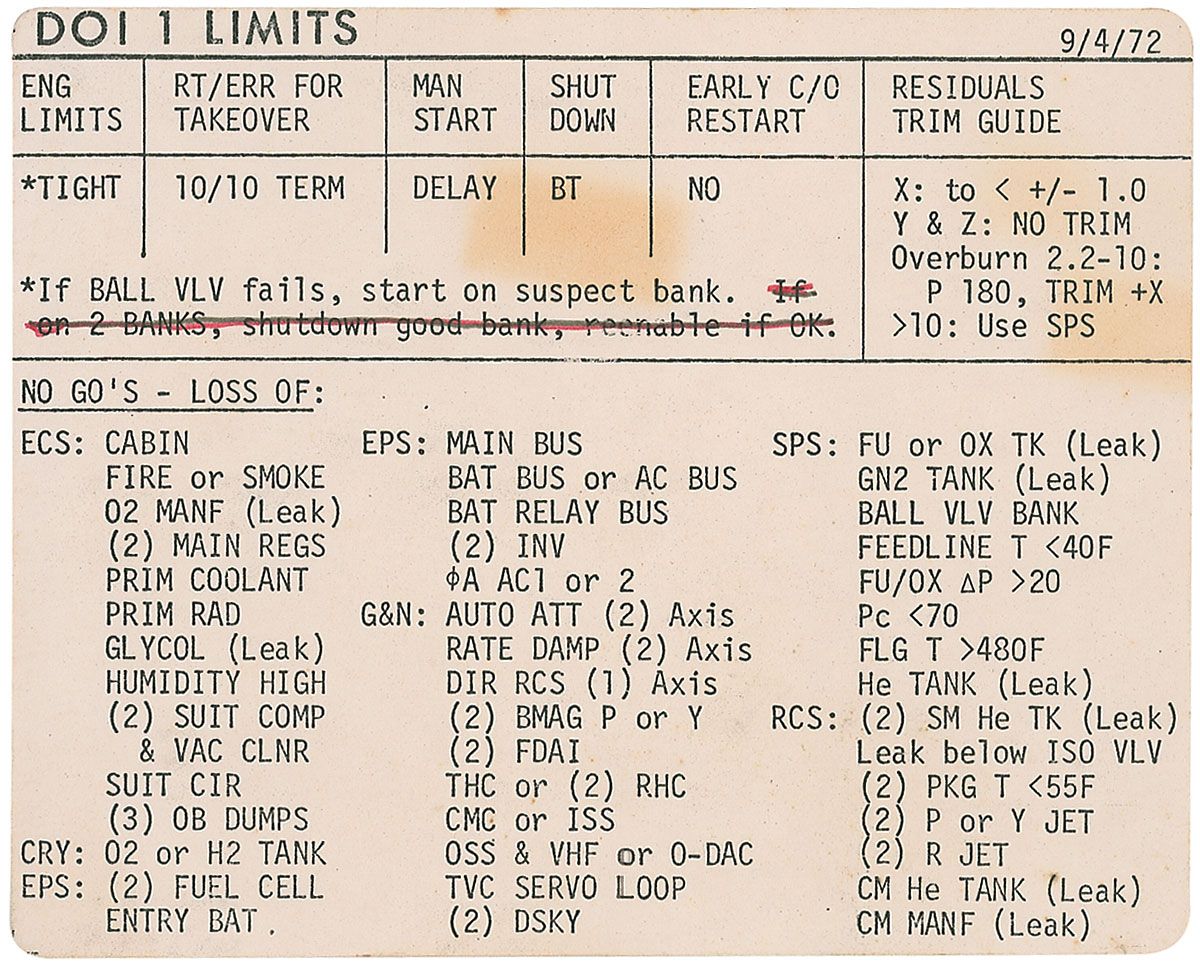 DOI 1 LIMITS
9/4/72
ENG LIMITS
RT/ERR FOR TAKEOVER
MAN START
SHUT DOWN
EARLY C/O RESTART
RESIDUALS TRIM GUIDE
*TIGHT
10/10 TERM
DELAY
BT
NO
X: to < +/- 1.0
Y & Z: NO TRIM
Overburn 2.2-10:
P 180, TRIM +X
>10: Use SPS
*If BALL VLV fails, start on suspect bank. If
on 2 BANKS, shutdown good bank, reenable if OK.
NO GO'S - LOSS OF:
ECS: CABIN
FIRE or SMOKE
O2 MANF (Leak)
(2) MAIN REGS
PRIM COOLANT
PRIM RAD
GLYCOL (Leak)
HUMIDITY HIGH
(2) SUIT COMP
& VAC CLNR
SUIT CIR
(3) OB DUMPS
CRY: O2 or H2 TANK
EPS: (2) FUEL CELL
ENTRY BAT.
EPS: MAIN BUS
BAT BUS or AC BUS
BAT RELAY BUS
(2) INV
ϕA AC1 or 2
G&N: AUTO ATT (2) Axis
RATE DAMP (2) Axis
DIR RCS (1) Axis
(2) BMAG P or Y
(2) FDAI
THC or (2) RHC
CMC or ISS
OSS & VHF or O-DAC
TVC SERVO LOOP
(2) DSKY
SPS: FU or OX TK (Leak)
GN2 TANK (Leak)
BALL VLV BANK
FEEDLINE T <40F
FU/OX ΔP >20
Pc <70
FLG T >480F
He TANK (Leak)
RCS: (2) SM He TK (Leak)
Leak below ISO VLV
(2) PKG T <55F
(2) P or Y JET
(2) R JET
CM He TANK (Leak)
CM MANF (Leak)